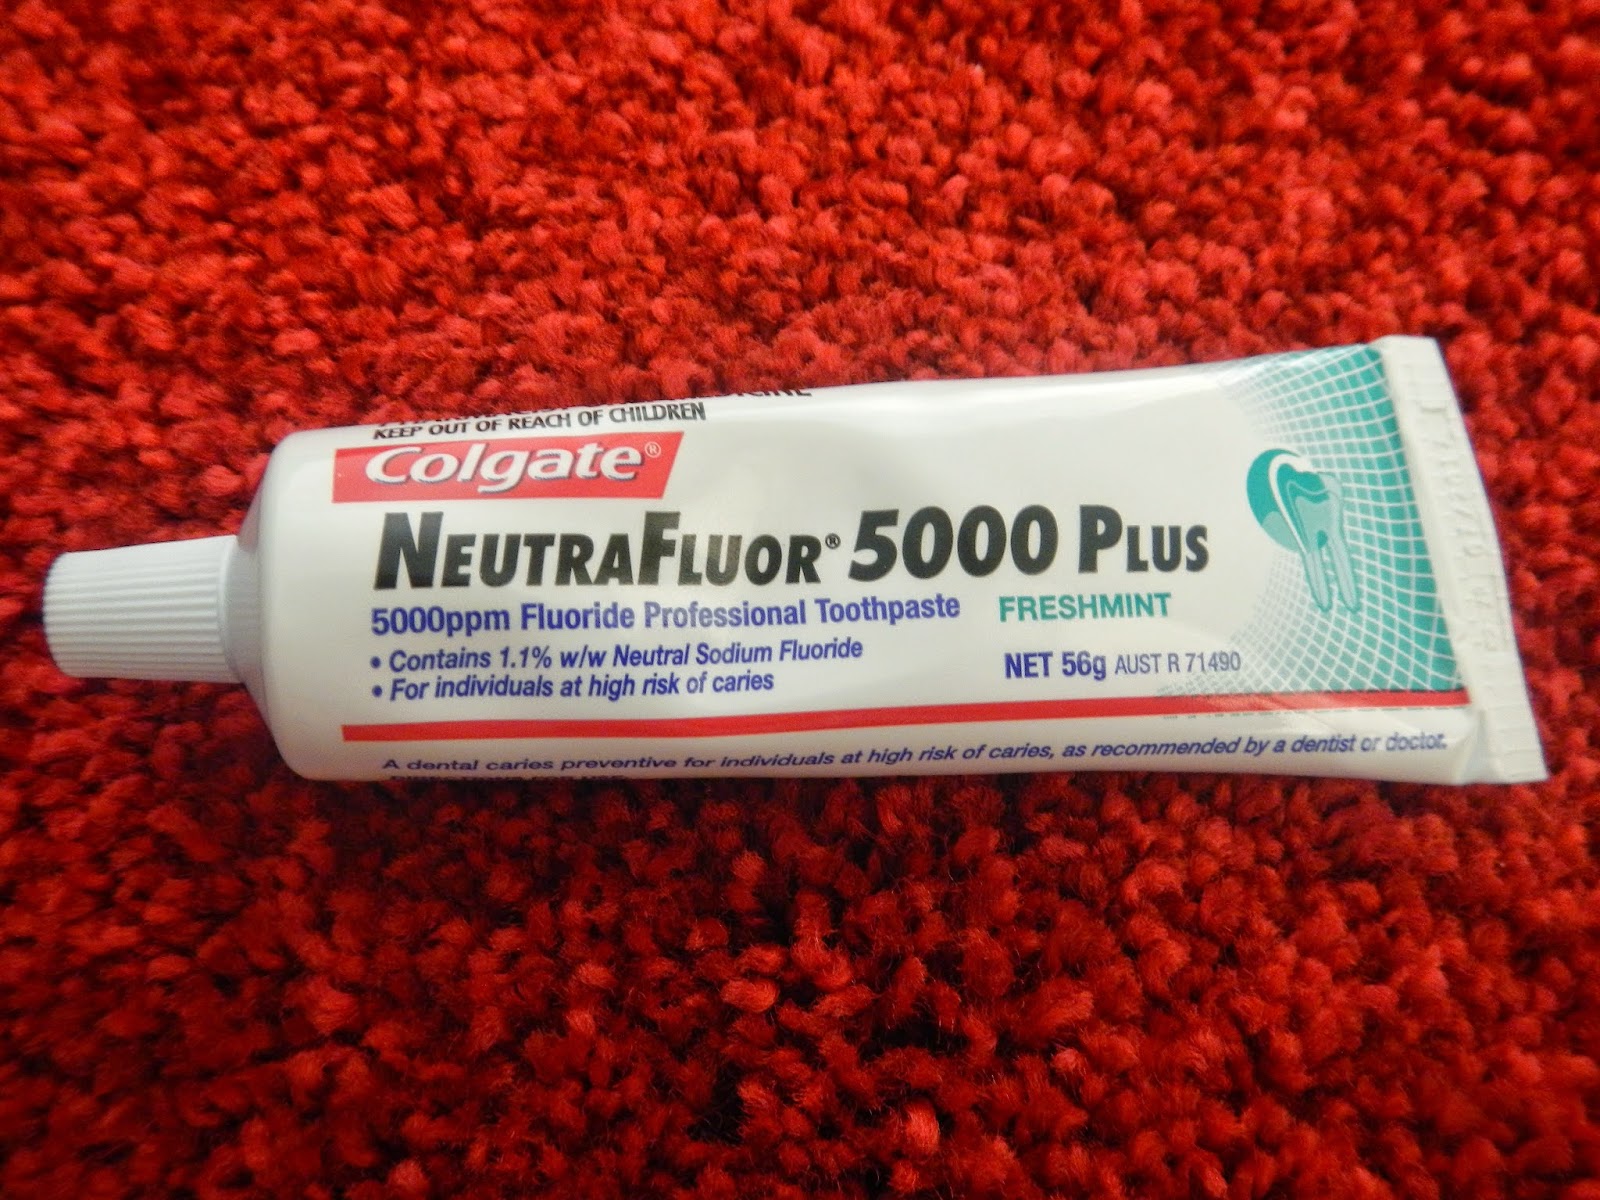 KEEP OUT OF REACH OF CHILDREN
Colgate®
NEUTRAFLUOR® 5000 PLUS
5000ppm Fluoride Professional Toothpaste FRESHMINT
• Contains 1.1% w/w Neutral Sodium Fluoride
• For individuals at high risk of caries
NET 56g AUST R 71490
A dental caries preventive for individuals at high risk of caries, as recommended by a dentist or doctor.